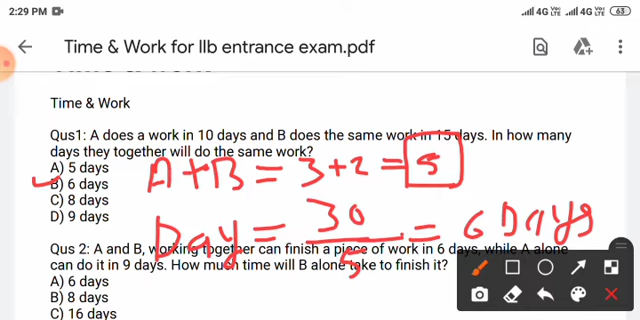 2:29 PM 4G 4G 63
Time & Work for IIb entrance exam.pdf
Time & Work
Qus1: A does a work in 10 days and B does the same work in 15 days. In how many
days they together will do the same work?
A) 5 days
A+B = 3+2 = 5
B) 6 days
C) 8 days
Day = 30/5 = 6 Days
D) 9 days
Qus 2: A and B, working together can finish a piece of work in 6 days, while A alone
can do it in 9 days. How much time will B alone take to finish it?
A) 6 days
B) 8 days
C) 16 days